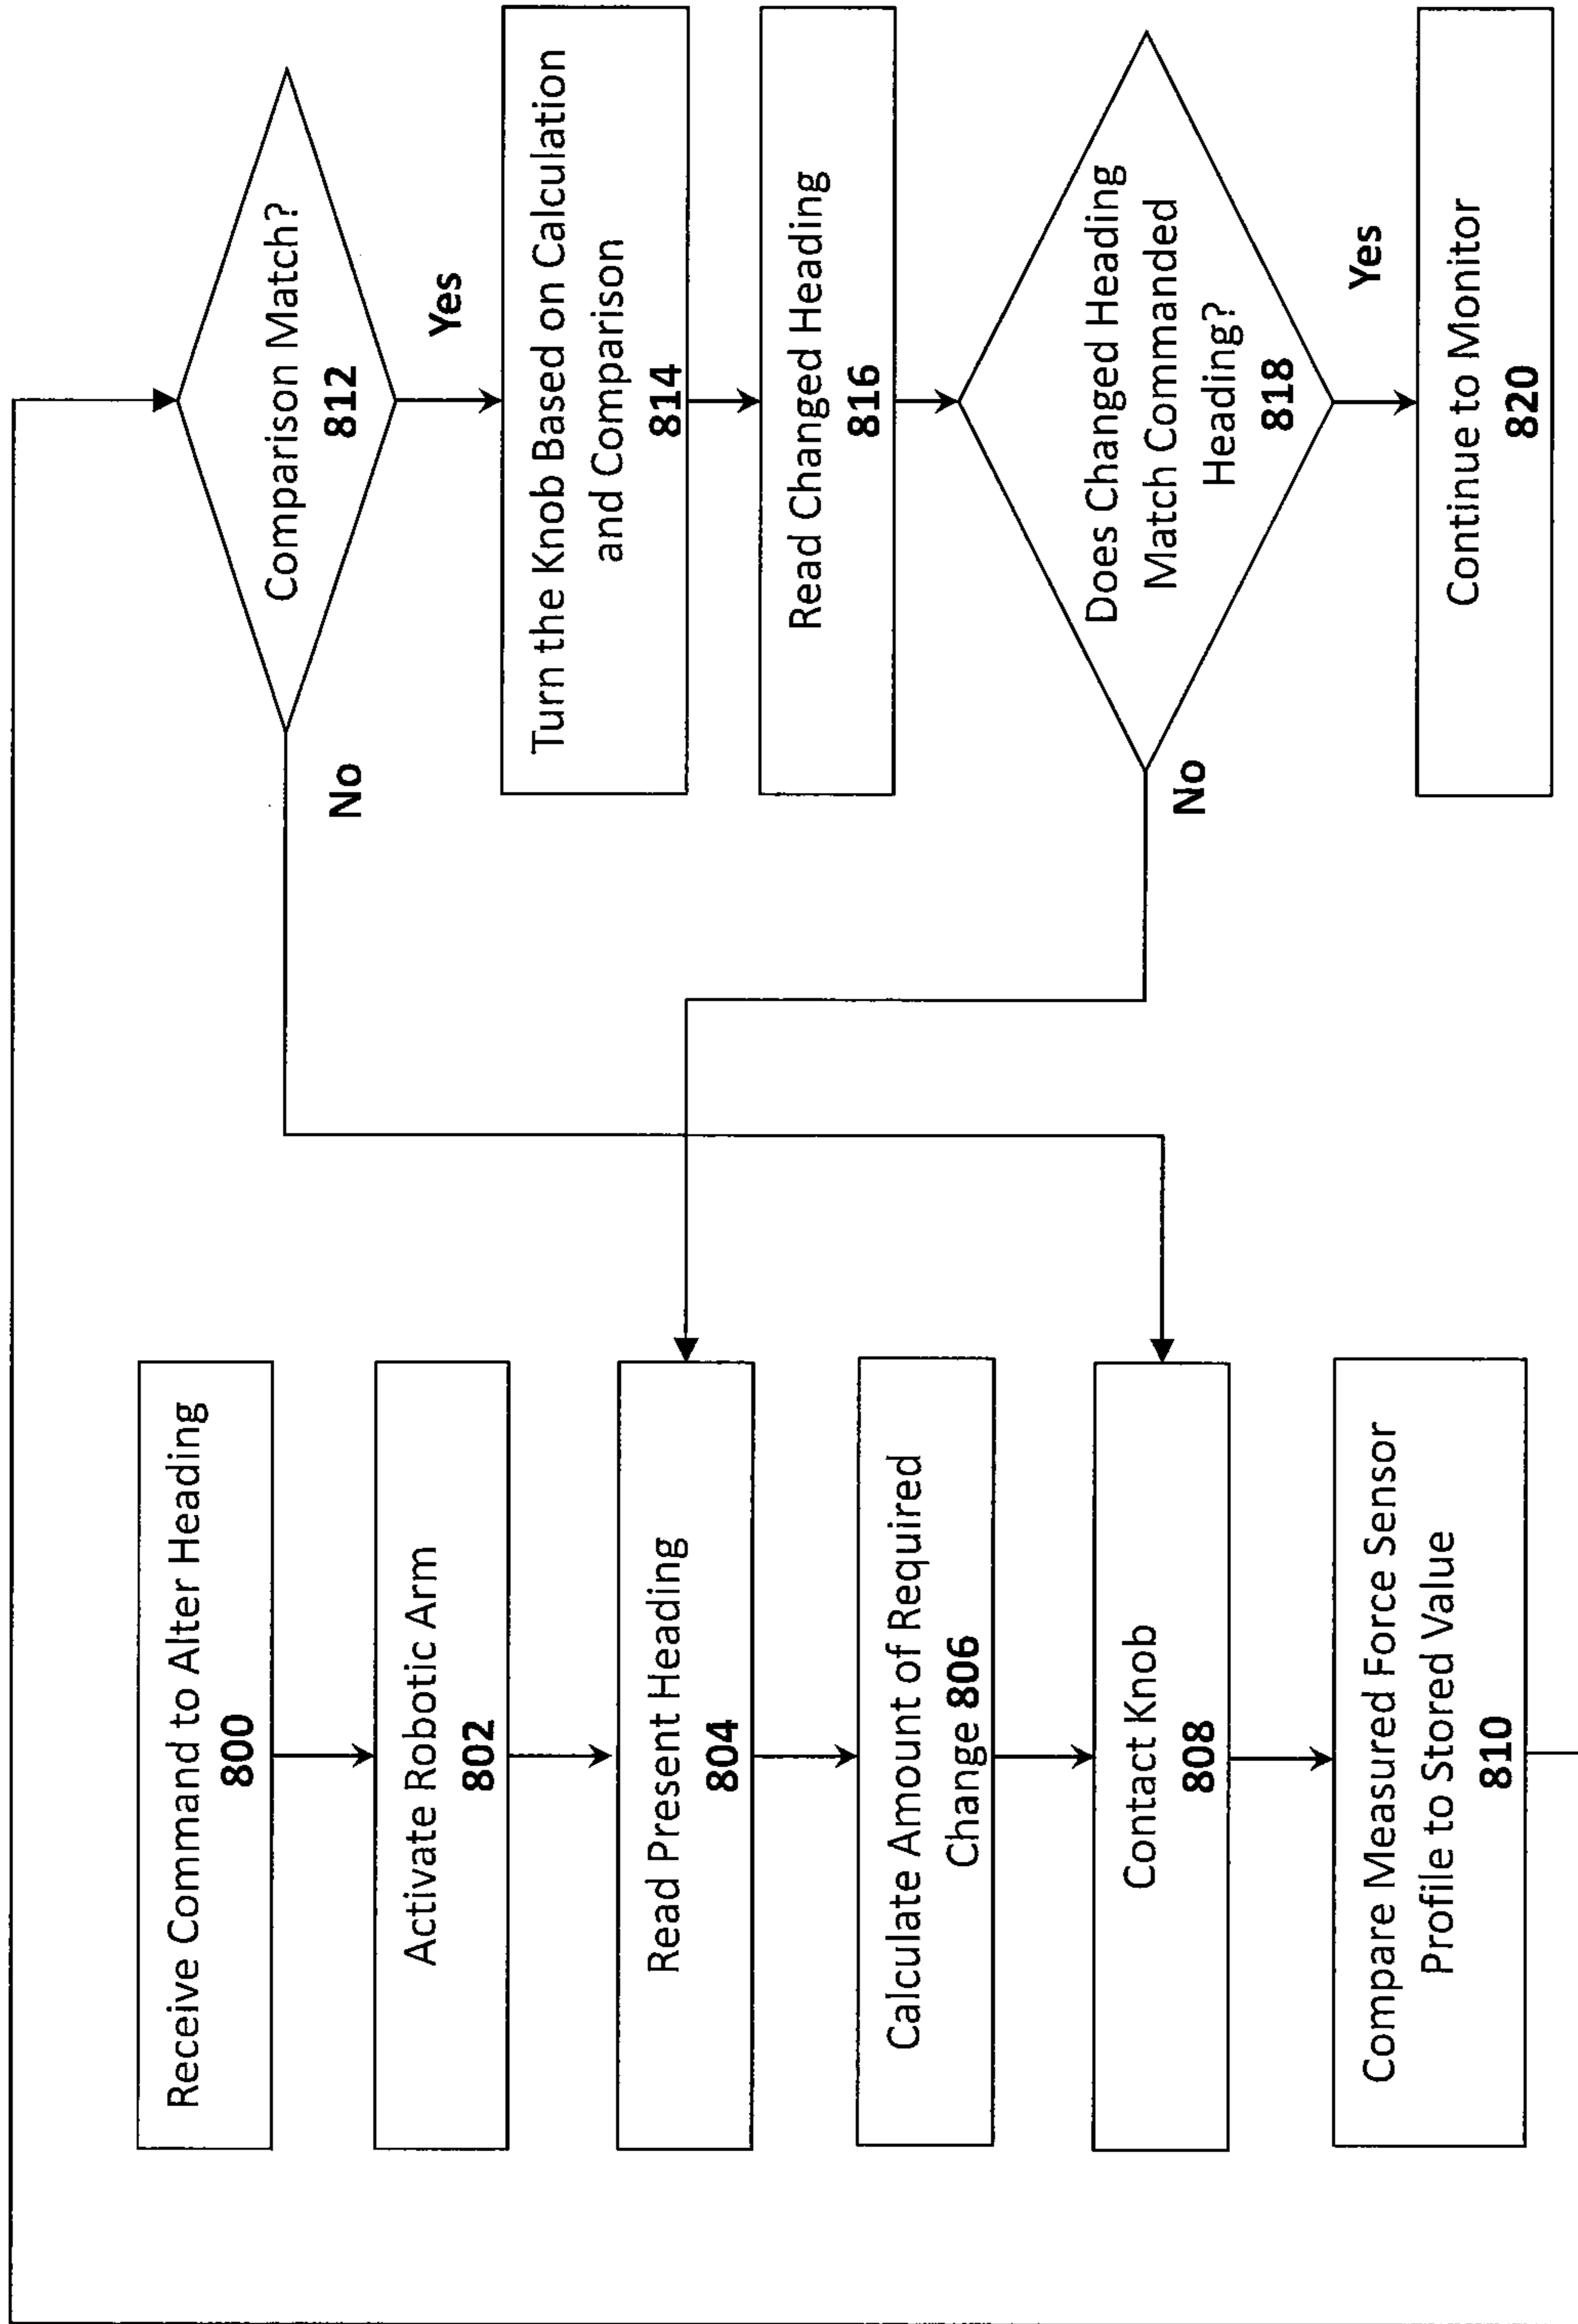 Receive Command to Alter Heading
800
Activate Robotic Arm
802
Read Present Heading
804
Calculate Amount of Required
Change 806
Contact Knob
808
Compare Measured Force Sensor
Profile to Stored Value
810
Comparison Match?
812
No
Yes
Turn the Knob Based on Calculation
and Comparison
814
Read Changed Heading
816
Does Changed Heading
Match Commanded
Heading?
818
No
Yes
Continue to Monitor
820